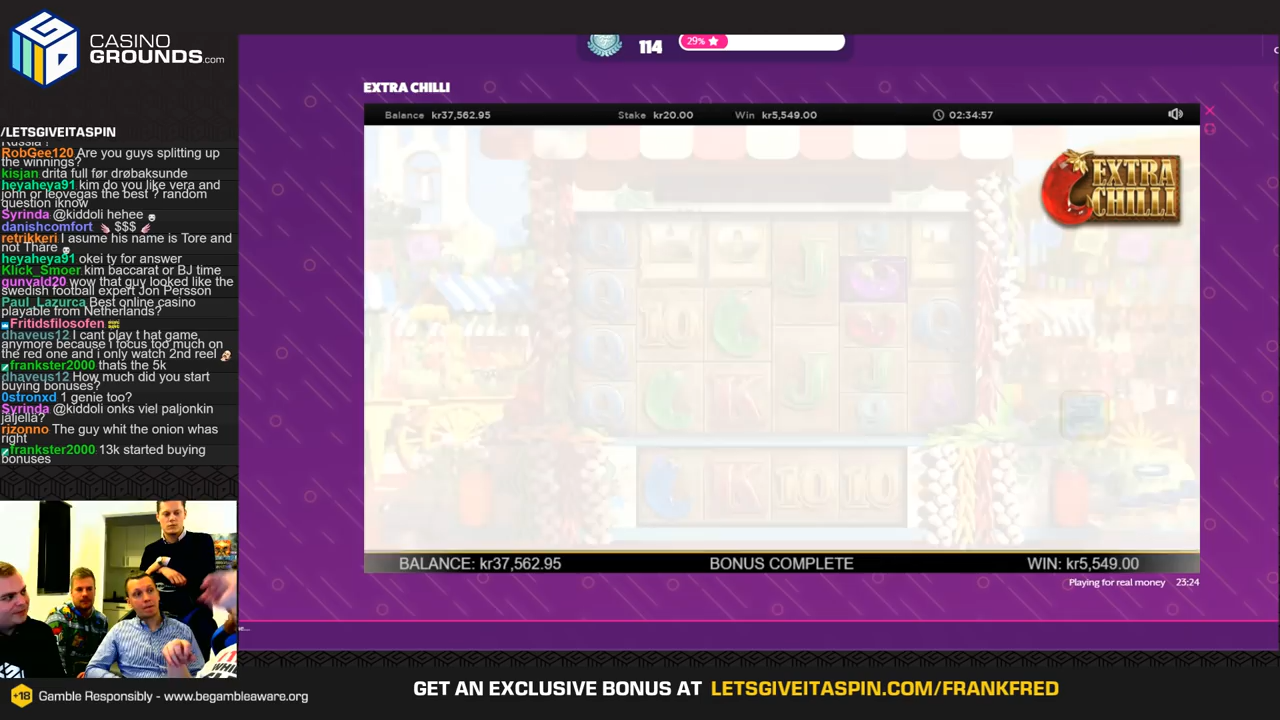 CASINO
GROUNDS.com
/LETSGIVEITASPIN
Russia !
RobGee120 Are you guys splitting up
the winnings?
kisjan drita full før drøbaksunde
heyaheya91 kim do you like vera and
john or leovegas the best ? random
question iknow
Syrinda @kiddoli hehee
danishcomfort $$$
retrikkeri I asume his name is Tore and
not Thare
heyaheya91 okei ty for answer
Klick_Smoer kim baccarat or BJ time
gunvald20 wow that guy looked like the
swedish football expert Jon Persson
Paul_Lazurca Best online casino
playable from Netherlands?
Fritidsfilosofen
dhaveus12 I cant play t hat game
anymore because i focus too much on
the red one and i only watch 2nd reel
frankster2000 thats the 5k
dhaveus12 How much did you start
buying bonuses?
0stronxd 1 genie too?
Syrinda @kiddoli onks viel paljonkin
jäljellä?
rjzonno The guy whit the onion whas
right
frankster2000 13k started buying
bonuses
114
29%
EXTRA CHILLI
Balance kr37,562.95 Stake kr20.00 Win kr5,549.00 02:34:57
EXTRA
CHILLI
10
K 10 10
BALANCE: kr37,562.95 BONUS COMPLETE WIN: kr5,549.00
Playing for real money 23:24
+18 Gamble Responsibly - www.begambleaware.org
GET AN EXCLUSIVE BONUS AT LETSGIVEITASPIN.COM/FRANKFRED